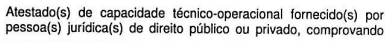 Atestado(s) de capacidade técnico-operacional fornecido(s) por
pessoa(s) jurídica(s) de direito público ou privado, comprovando